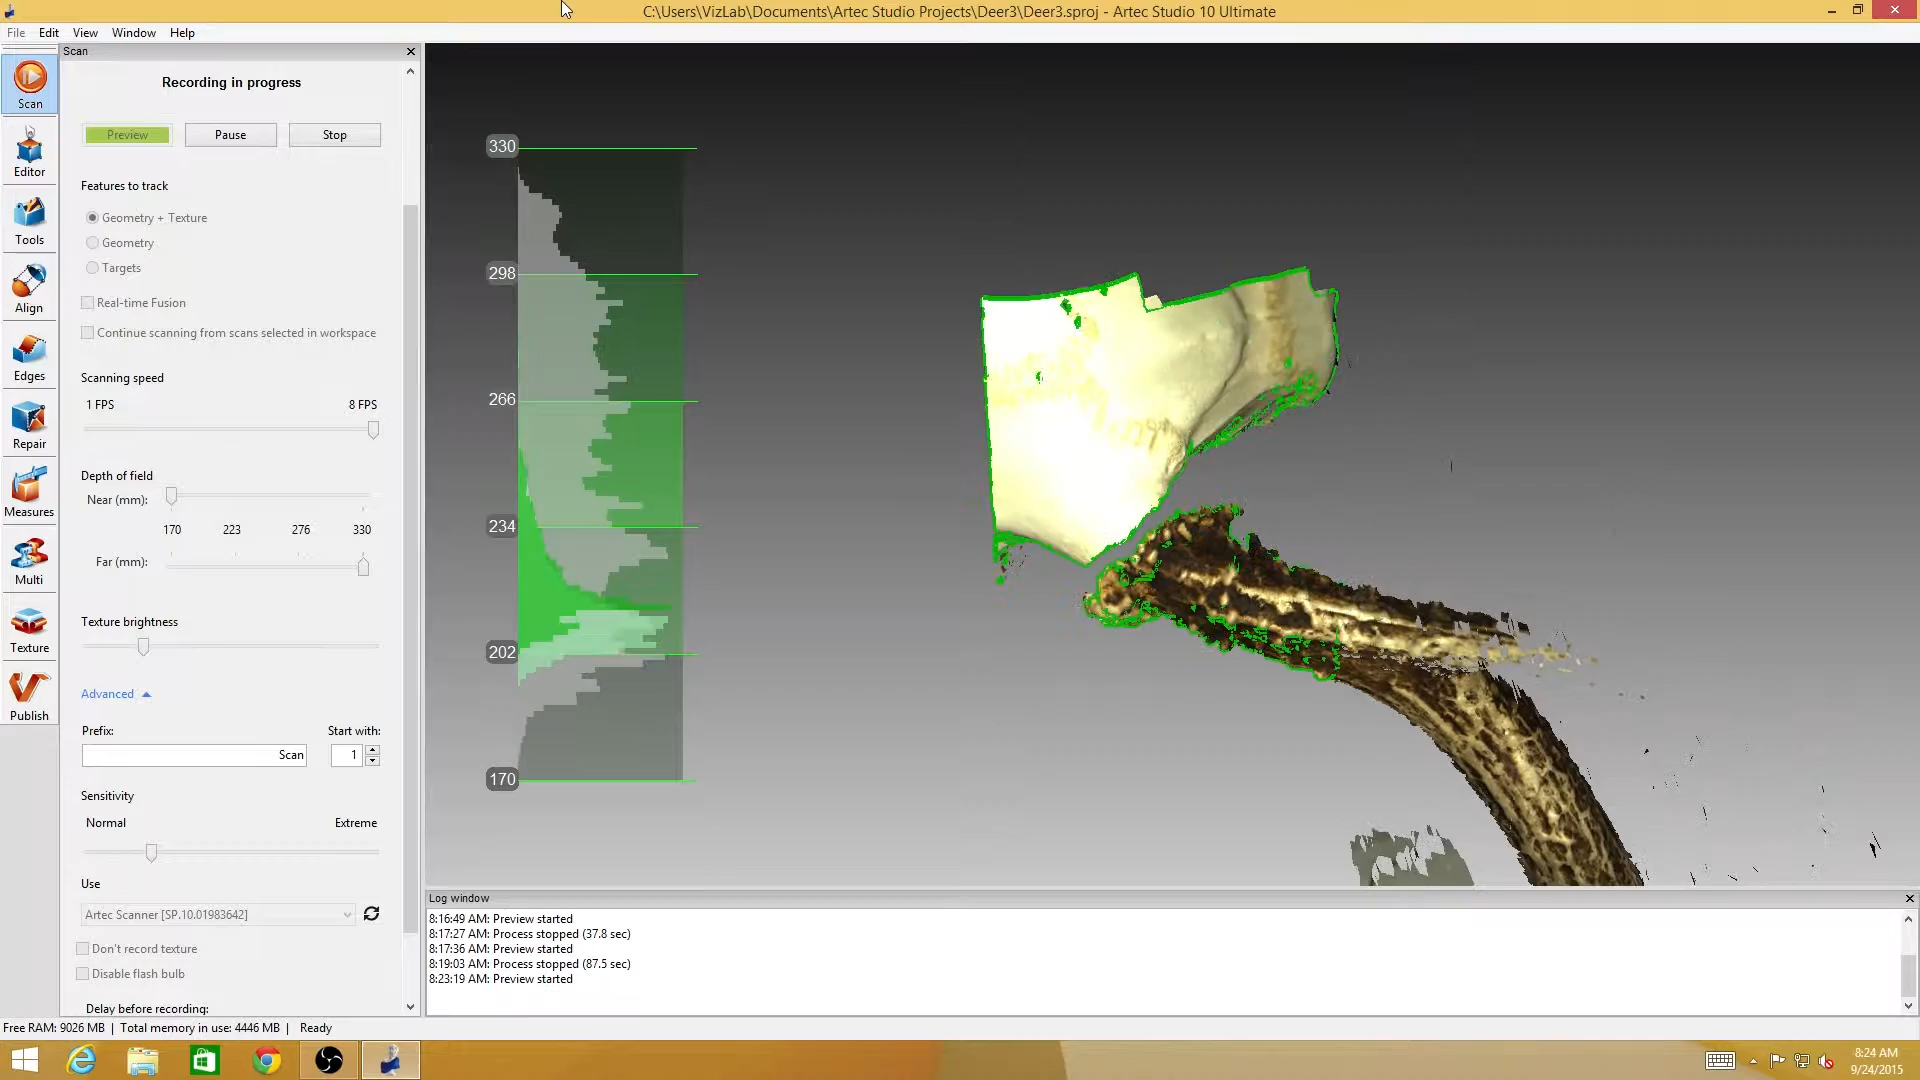 C:\Users\VizLab\Documents\Artec Studio Projects\Deer3\Deer3.sproj - Artec Studio 10 Ultimate
File Edit View Window Help
Scan
Recording in progress
Scan
Preview Pause Stop
Editor
Features to track
Geometry + Texture
Tools
Geometry
Targets
Align
Real-time Fusion
Continue scanning from scans selected in workspace
Edges
Scanning speed
1 FPS 8 FPS
Repair
Depth of field
Near (mm):
Measures
170 223 276 330
Far (mm):
Multi
Texture brightness
Texture
Advanced
Publish
Prefix: Start with:
Scan 1
Sensitivity
Normal Extreme
Use
Artec Scanner [SP.10.01983642]
Don't record texture
Disable flash bulb
Delay before recording:
330
298
266
234
202
170
Log window
8:16:49 AM: Preview started
8:17:27 AM: Process stopped (37.8 sec)
8:17:36 AM: Preview started
8:19:03 AM: Process stopped (87.5 sec)
8:23:19 AM: Preview started
Free RAM: 9026 MB | Total memory in use: 4446 MB | Ready
8:24 AM
9/24/2015